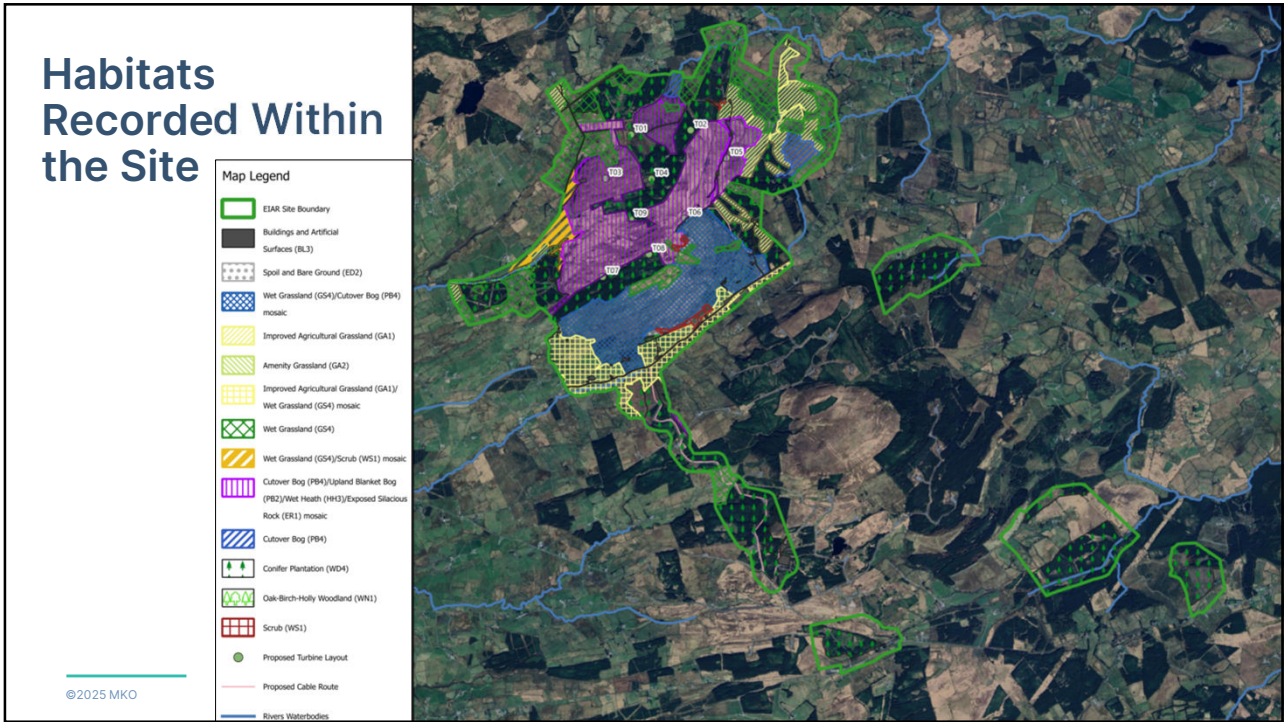 Habitats
Recorded Within
the Site
Map Legend
EIAR Site Boundary
Buildings and Artificial
Surfaces (BL3)
Spoil and Bare Ground (ED2)
Wet Grassland (GS4)/Cutover Bog (PB4)
mosaic
Improved Agricultural Grassland (GA1)
Amenity Grassland (GA2)
Improved Agricultural Grassland (GA1)/
Wet Grassland (GS4) mosaic
Wet Grassland (GS4)
Wet Grassland (GS4)/Scrub (WS1) mosaic
Cutover Bog (PB4)/Upland Blanket Bog
(PB2)/Wet Heath (HH3)/Exposed Silacious
Rock (ER1) mosaic
Cutover Bog (PB4)
Conifer Plantation (WD4)
Oak-Birch-Holly Woodland (WN1)
Scrub (WS1)
Proposed Turbine Layout
Proposed Cable Route
Rivers Waterbodies
©2025 MKO
T01
T02
T05
T03
T04
T09
T06
T08
T07